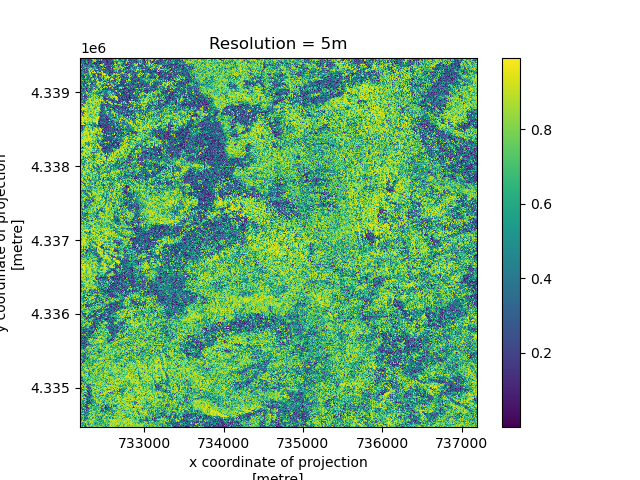 Resolution = 5m
1e6
4.339
4.338
4.337
4.336
4.335
y coordinate of projection
[metre]
733000 734000 735000 736000 737000
x coordinate of projection
[metre]
0.8
0.6
0.4
0.2